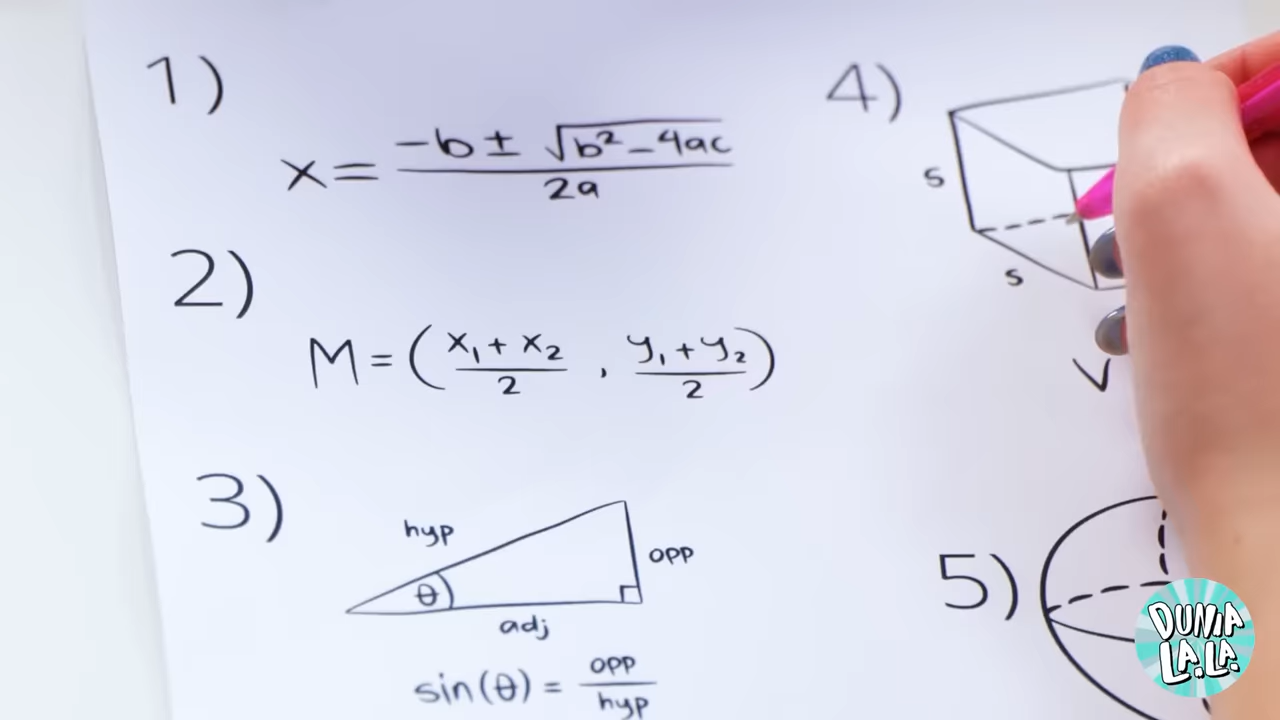 1)
x = -b ± √b² - 4ac / 2a
2)
M = ( x₁ + x₂ / 2 , y₁ + y₂ / 2 )
3)
hyp
opp
θ
adj
sin(θ) = opp / hyp
4)
s
s
V
5)
DUNIA
LA.LA.